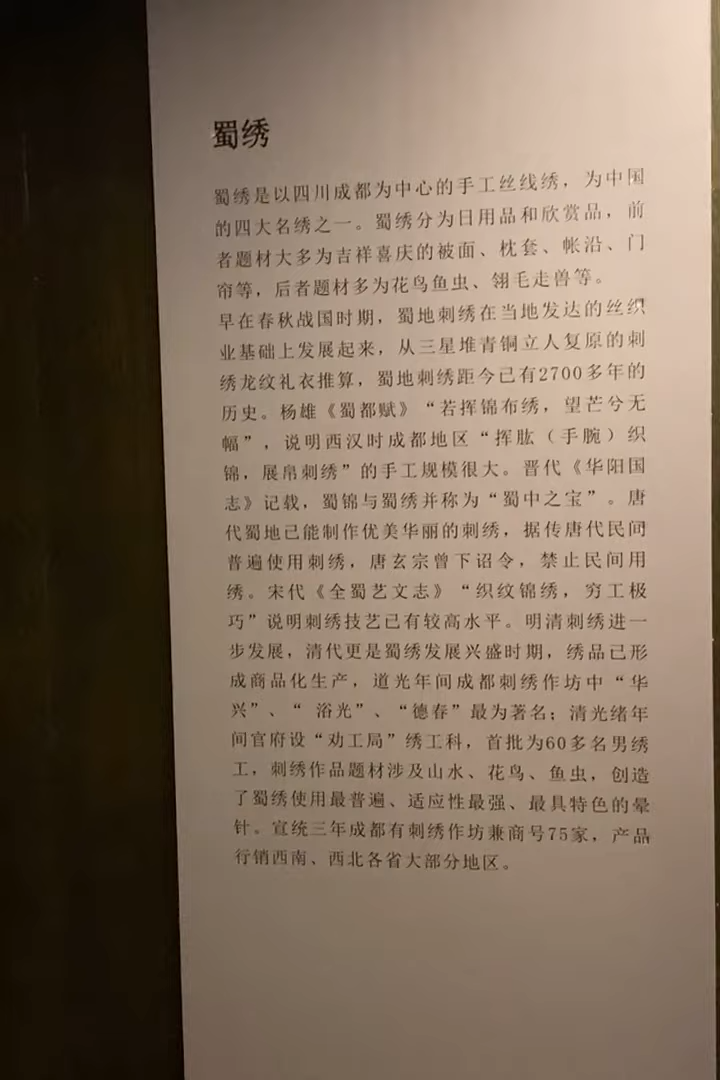 蜀绣
蜀绣是以四川成都为中心的手工丝线绣，为中国
的四大名绣之一。蜀绣分为日用品和欣赏品，前
者题材大多为吉祥喜庆的被面、枕套、帐沿、门
帘等，后者题材多为花鸟鱼虫、翎毛走兽等。
早在春秋战国时期，蜀地刺绣在当地发达的丝织
业基础上发展起来，从三星堆青铜立人复原的刺
绣龙纹礼衣推算，蜀地刺绣距今已有2700多年的
历史。杨雄《蜀都赋》“若挥锦布绣，望芒兮无
幅”，说明西汉时成都地区“挥肱（手腕）织
锦，展帛刺绣”的手工规模很大。晋代《华阳国
志》记载，蜀锦与蜀绣并称为“蜀中之宝”。唐
代蜀地已能制作优美华丽的刺绣，据传唐代民间
普遍使用刺绣，唐玄宗曾下诏令，禁止民间用
绣。宋代《全蜀艺文志》“织纹锦绣，穷工极
巧”说明刺绣技艺已有较高水平。明清刺绣进一
步发展，清代更是蜀绣发展兴盛时期，绣品已形
成商品化生产，道光年间成都刺绣作坊中“华
兴”、“ 浴光”、“德春”最为著名；清光绪年
间官府设“劝工局”绣工科，首批为60多名男绣
工，刺绣作品题材涉及山水、花鸟、鱼虫，创造
了蜀绣使用最普遍、适应性最强、最具特色的晕
针。宣统三年成都有刺绣作坊兼商号75家，产品
行销西南、西北各省大部分地区。